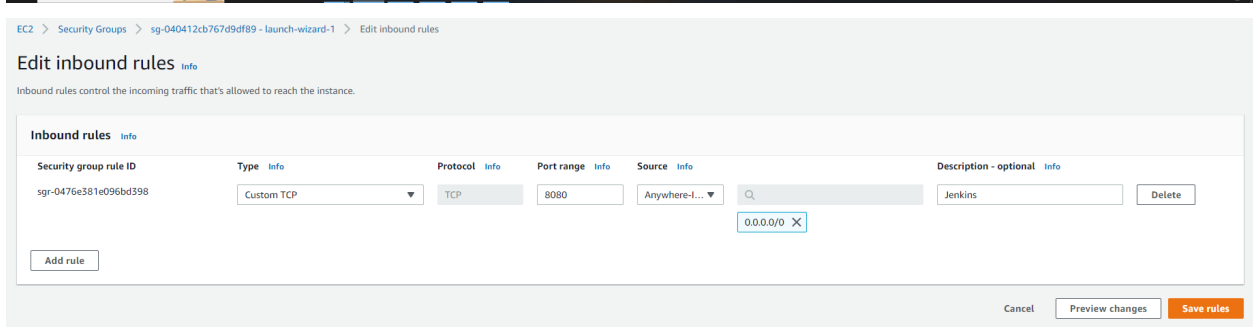 EC2 > Security Groups > sg-040412cb767d9df89 - launch-wizard-1 > Edit inbound rules
Edit inbound rules Info
Inbound rules control the incoming traffic that's allowed to reach the instance.
Inbound rules Info
Security group rule ID Type Info Protocol Info Port range Info Source Info Description - optional Info
sgr-0476e381e096bd398 Custom TCP TCP 8080 Anywhere-I... Jenkins Delete
0.0.0.0/0
Add rule
Cancel Preview changes Save rules